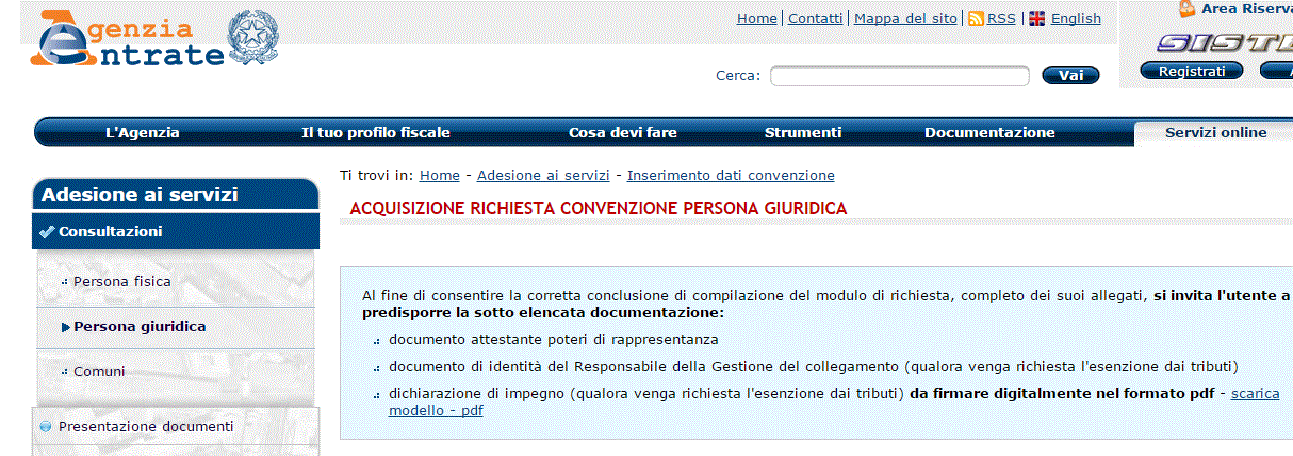 Agenzia
Entrate
Home | Contatti | Mappa del sito | RSS | English
Area Riserva
SISTE
Cerca: Vai
Registrati
L'Agenzia Il tuo profilo fiscale Cosa devi fare Strumenti Documentazione Servizi online
Ti trovi in: Home - Adesione ai servizi - Inserimento dati convenzione
Adesione ai servizi
Consultazioni
Persona fisica
Persona giuridica
Comuni
Presentazione documenti
ACQUISIZIONE RICHIESTA CONVENZIONE PERSONA GIURIDICA
Al fine di consentire la corretta conclusione di compilazione del modulo di richiesta, completo dei suoi allegati, si invita l'utente a
predisporre la sotto elencata documentazione:
documento attestante poteri di rappresentanza
documento di identità del Responsabile della Gestione del collegamento (qualora venga richiesta l'esenzione dai tributi)
dichiarazione di impegno (qualora venga richiesta l'esenzione dai tributi) da firmare digitalmente nel formato pdf - scarica
modello - pdf